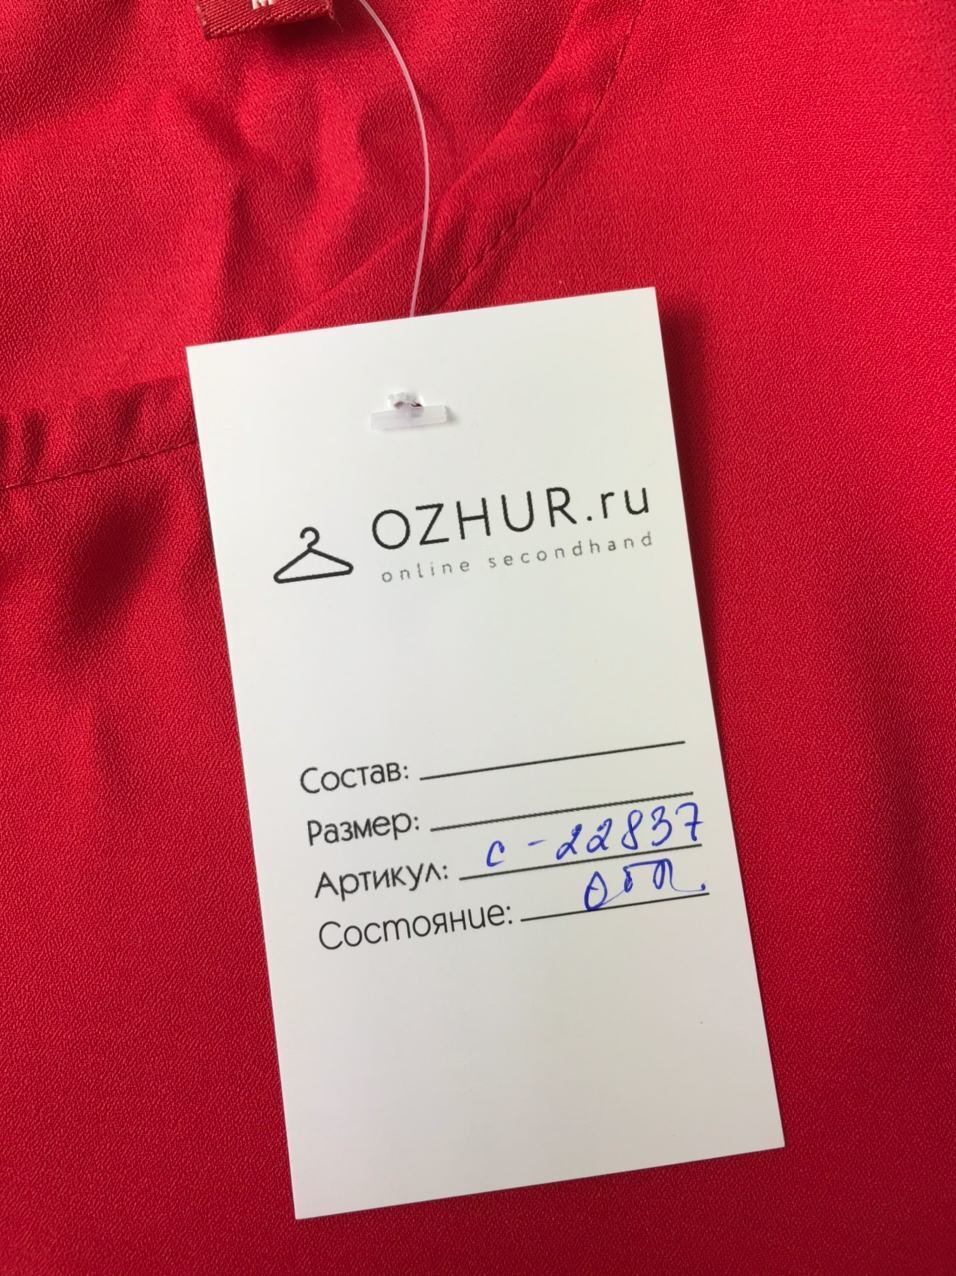 M
OZHUR.ru
online secondhand
Состав:
Размер:
Артикул: с - 22837
Состояние: отл.